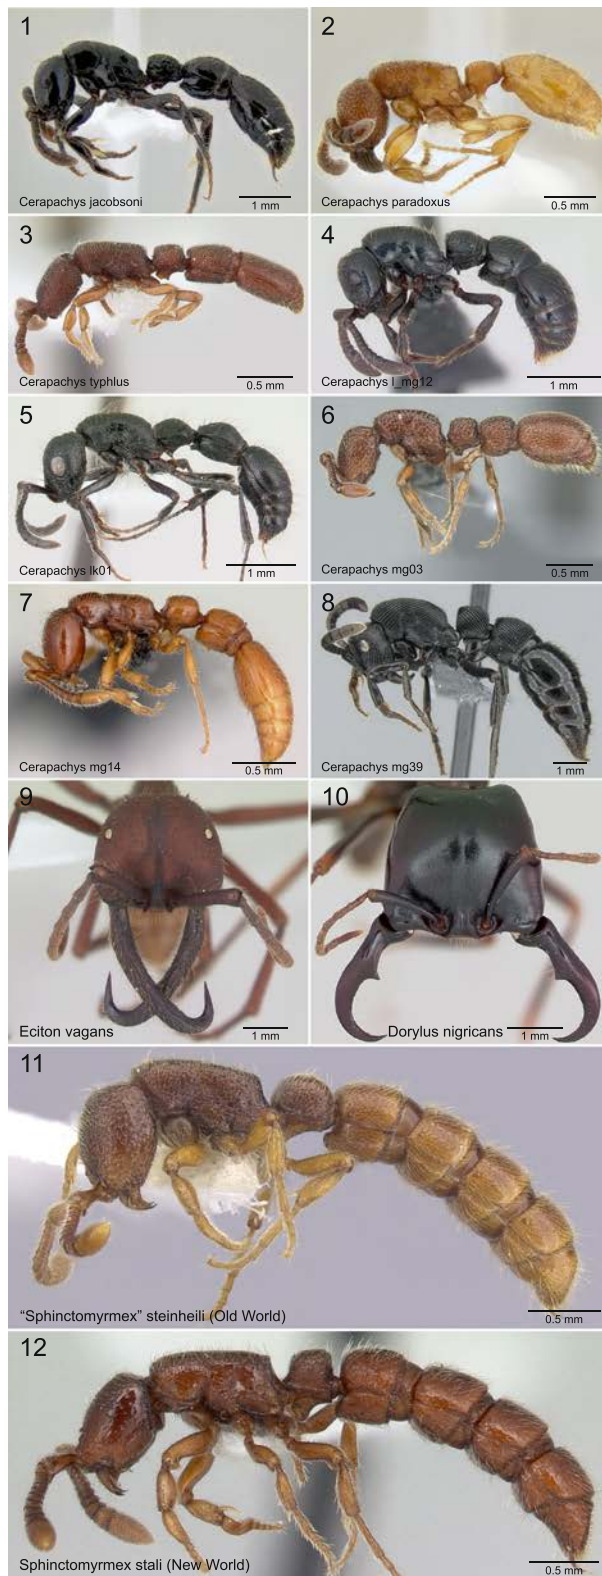 1
Cerapachys jacobsoni
1 mm
2
Cerapachys paradoxus
0.5 mm
3
Cerapachys typhlus
0.5 mm
4
Cerapachys l_mg12
1 mm
5
Cerapachys lk01
1 mm
6
Cerapachys mg03
0.5 mm
7
Cerapachys mg14
0.5 mm
8
Cerapachys mg39
1 mm
9
Eciton vagans
1 mm
10
Dorylus nigricans
1 mm
11
“Sphinctomyrmex” steinheili (Old World)
0.5 mm
12
Sphinctomyrmex stali (New World)
0.5 mm